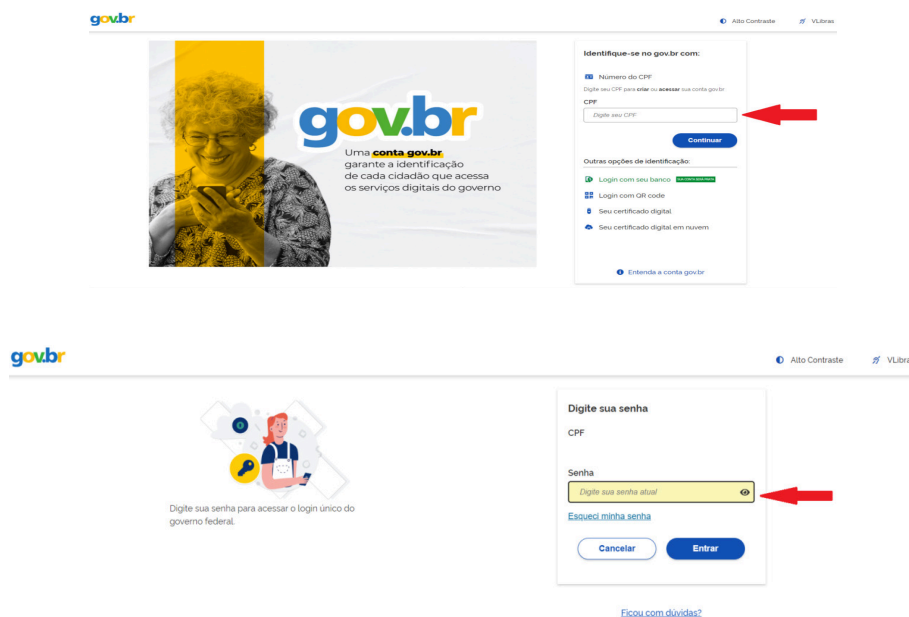 gov.br
Alto Contraste
VLibras
Identifique-se no gov.br com:
Número do CPF
Digite seu CPF para criar ou acessar sua conta gov.br
CPF
Digite seu CPF
Continuar
Outras opções de identificação:
Login com seu banco SUA CONTA SERÁ PRATA
Login com QR code
Seu certificado digital
Seu certificado digital em nuvem
Entenda a conta gov.br
gov.br
Uma conta gov.br
garante a identificação
de cada cidadão que acessa
os serviços digitais do governo
gov.br
Alto Contraste
VLibra
Digite sua senha para acessar o login único do
governo federal.
Digite sua senha
CPF
Senha
Digite sua senha atual
Esqueci minha senha
Cancelar
Entrar
Ficou com dúvidas?